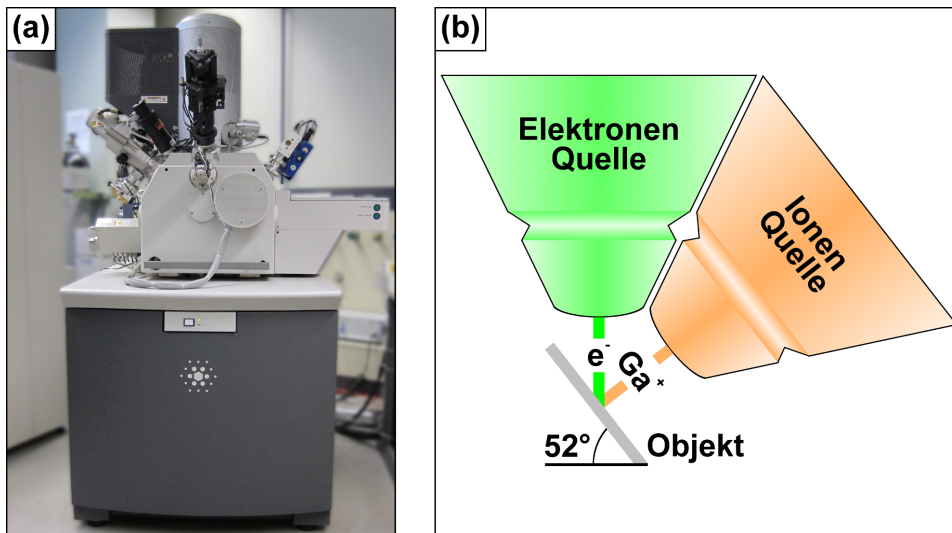 (a)
(b)
Elektronen
Quelle
Ionen
Quelle
e-
Ga+
52°
Objekt